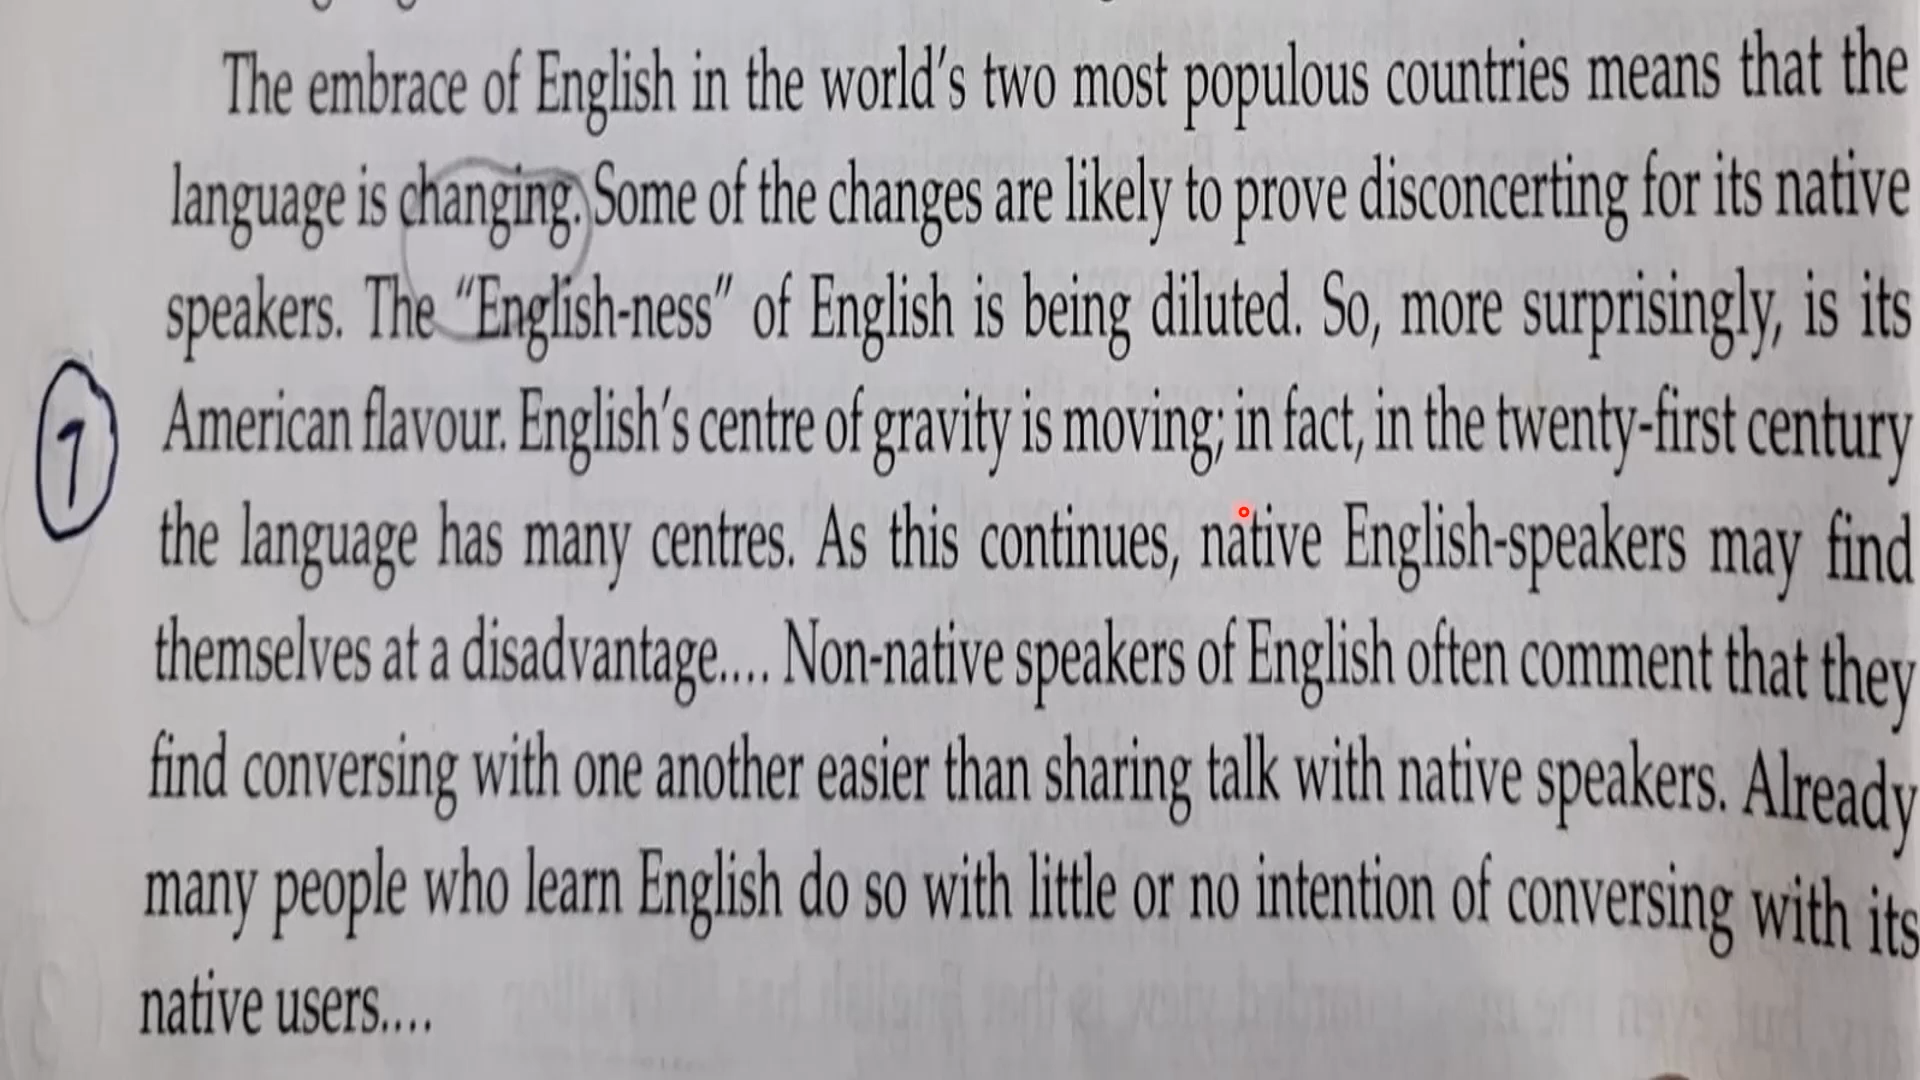 The embrace of English in the world's two most populous countries means that the
language is changing. Some of the changes are likely to prove disconcerting for its native
speakers. The "English-ness" of English is being diluted. So, more surprisingly, is its
American flavour. English's centre of gravity is moving; in fact, in the twenty-first century
7
the language has many centres. As this continues, native English-speakers may find
themselves at a disadvantage.... Non-native speakers of English often comment that they
find conversing with one another easier than sharing talk with native speakers. Already
many people who learn English do so with little or no intention of conversing with its
native users....